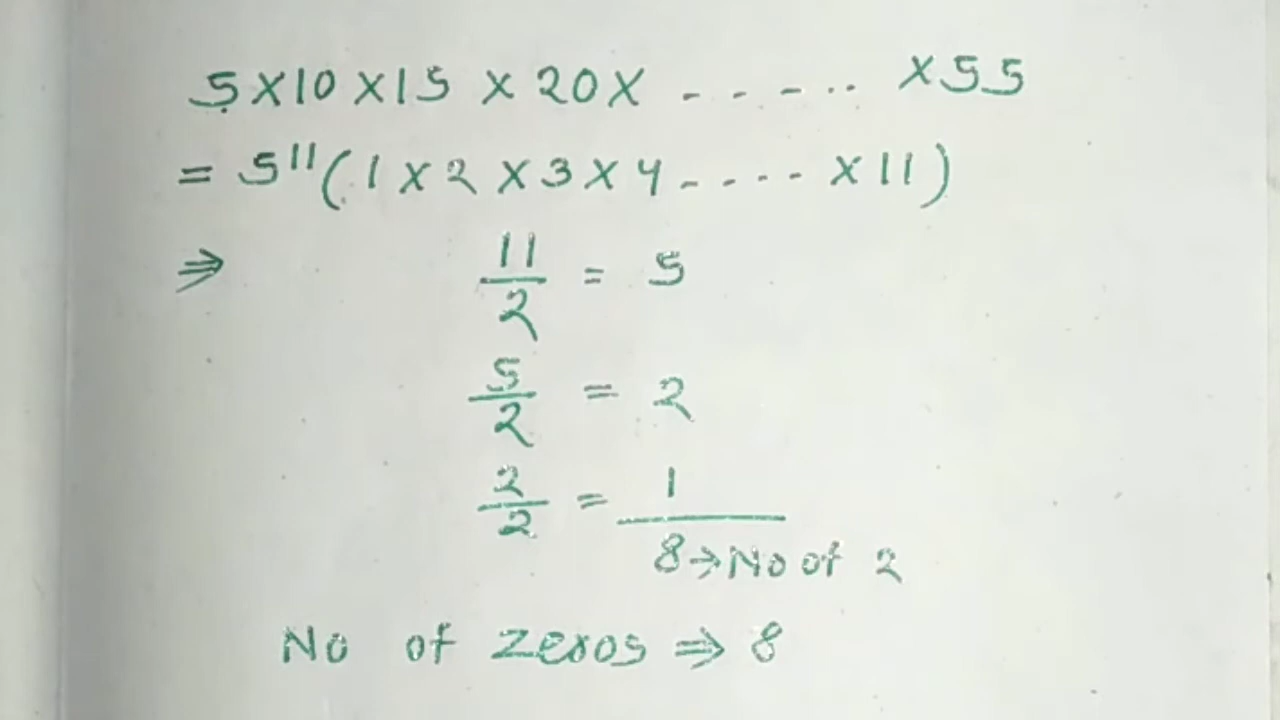 5×10×15 × 20× - - - - .. ×55
= 5¹¹(1 × 2 × 3 × 4 - - - - × 11)
⇒ 11/2 = 5
5/2 = 2
2/2 = 1
8→No of 2
No of zeros ⇒ 8